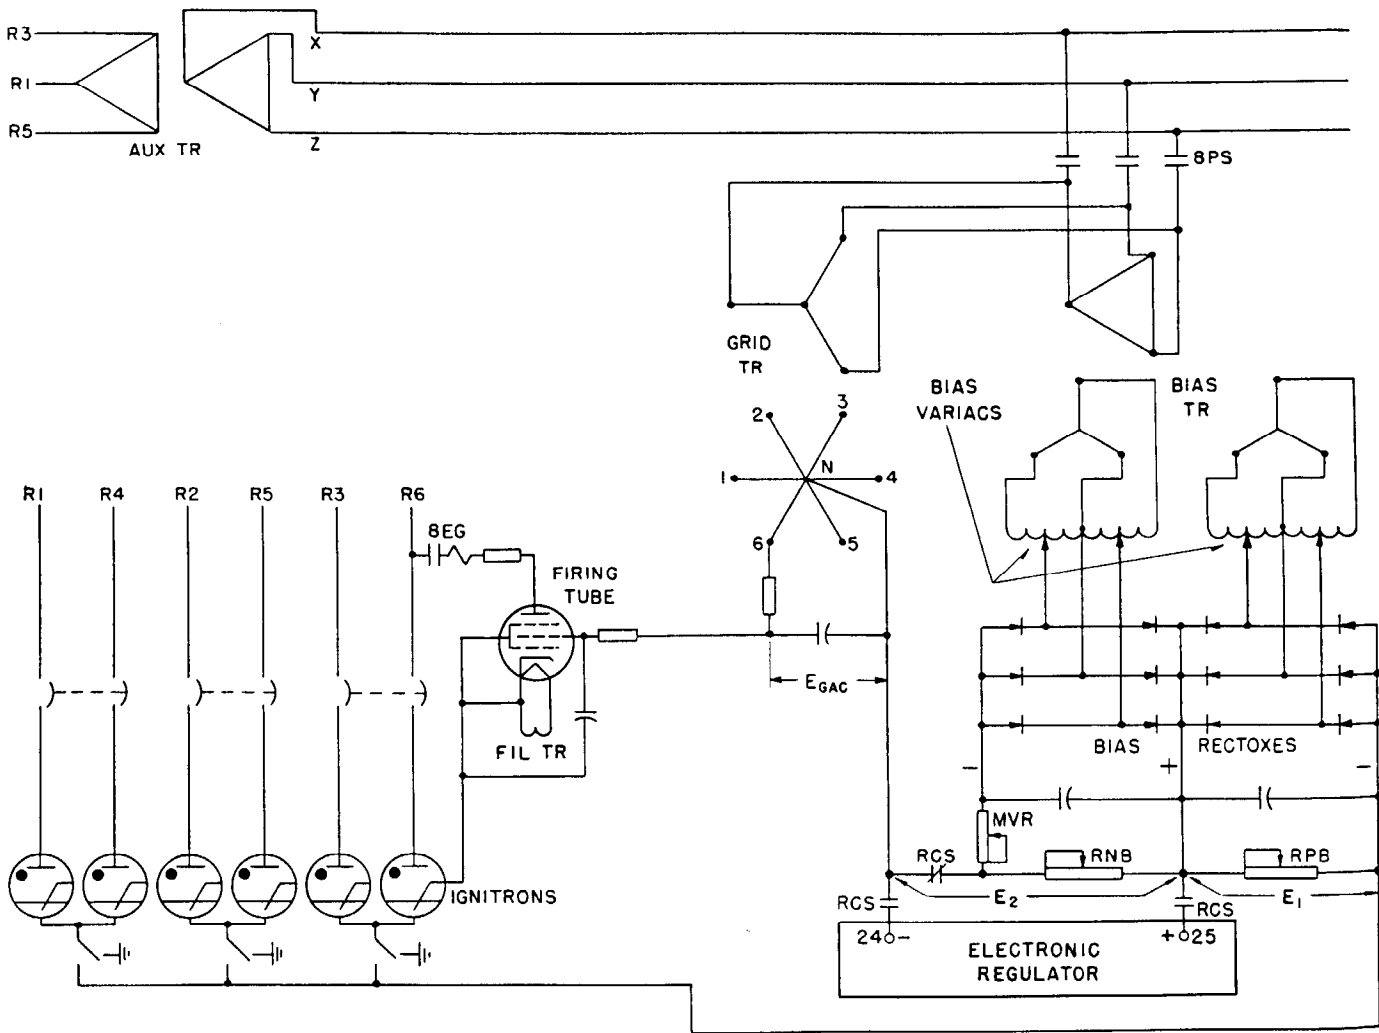 R3
X
R1
Y
R5
Z
AUX TR
8PS
GRID
TR
BIAS
VARIACS
BIAS
TR
2
3
1
N
4
6
5
R1
R4
R2
R5
R3
R6
8EG
FIRING
TUBE
E GAC
FIL TR
BIAS
RECTOXES
-
+
-
MVR
RCS
RNB
RPB
IGNITRONS
RCS
E2
RCS
E1
24 -
+ 25
ELECTRONIC
REGULATOR